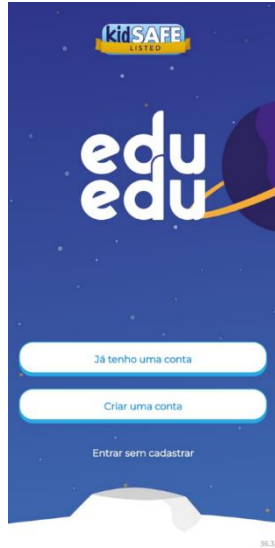 kidSAFE
LISTED
edu
edu
Já tenho uma conta
Criar uma conta
Entrar sem cadastrar